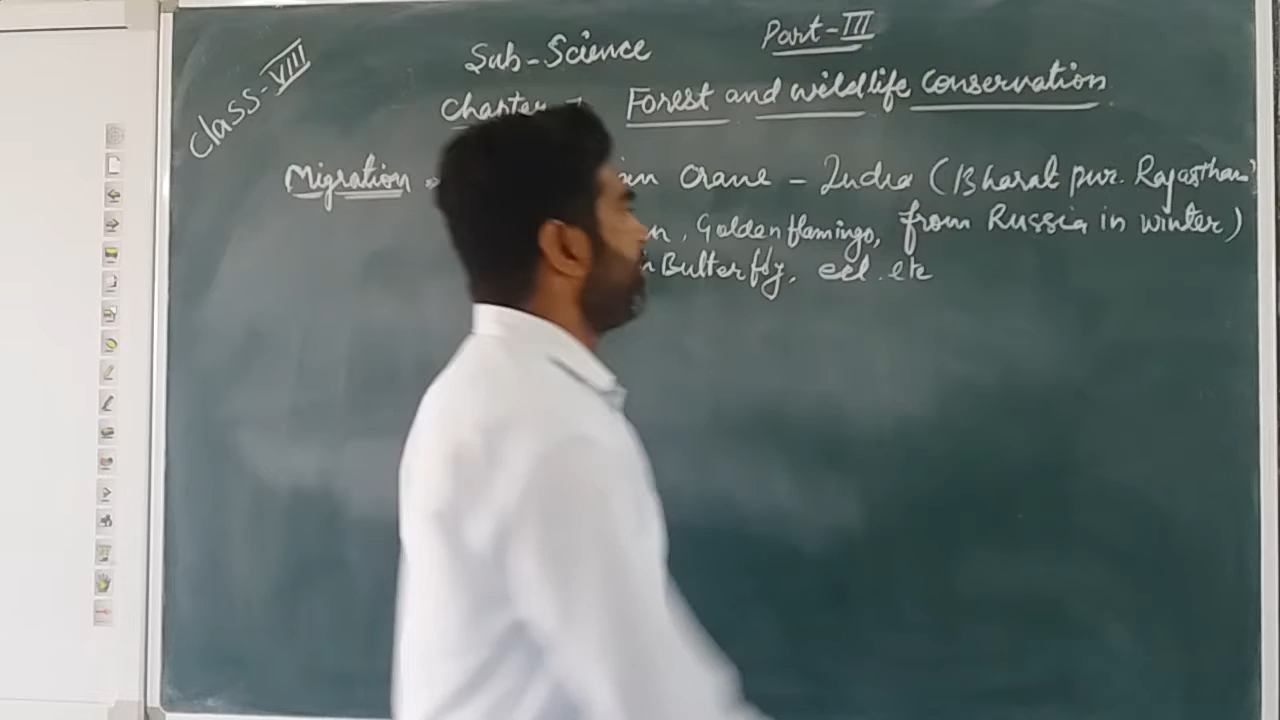 Class-VIII
Sub-Science
Part-III
Chapter
Forest and wildlife conservation
Migration crane - India (Bharat pur. Rajasthan
Golden flamingo, from Russia in winter)
Butterfly, eel. etc